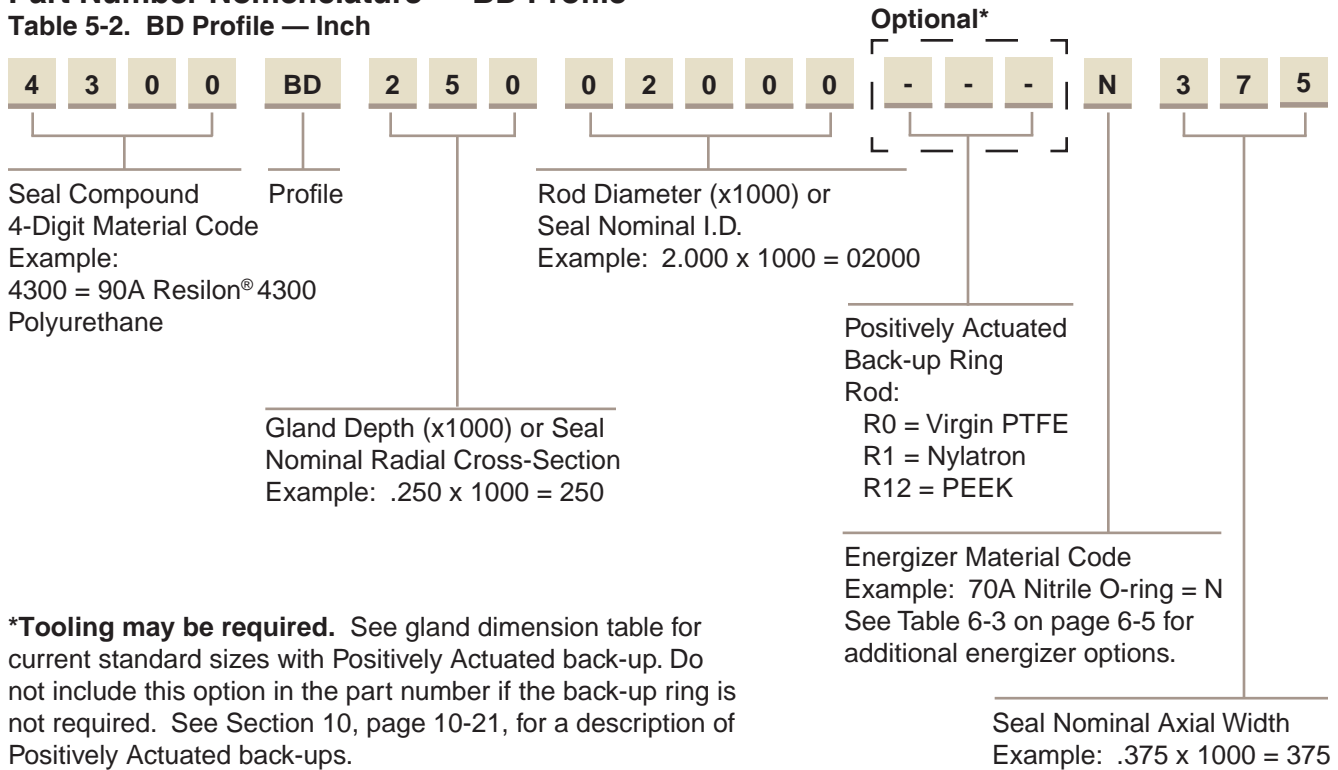 Table 5-2. BD Profile — Inch
Optional*
4 3 0 0 BD 2 5 0 0 2 0 0 0 - - - N 3 7 5
Seal Compound
4-Digit Material Code
Example:
4300 = 90A Resilon® 4300
Polyurethane
Profile
Gland Depth (x1000) or Seal
Nominal Radial Cross-Section
Example: .250 x 1000 = 250
Rod Diameter (x1000) or
Seal Nominal I.D.
Example: 2.000 x 1000 = 02000
Positively Actuated
Back-up Ring
Rod:
R0 = Virgin PTFE
R1 = Nylatron
R12 = PEEK
Energizer Material Code
Example: 70A Nitrile O-ring = N
See Table 6-3 on page 6-5 for
additional energizer options.
Seal Nominal Axial Width
Example: .375 x 1000 = 375
*Tooling may be required. See gland dimension table for
current standard sizes with Positively Actuated back-up. Do
not include this option in the part number if the back-up ring is
not required. See Section 10, page 10-21, for a description of
Positively Actuated back-ups.